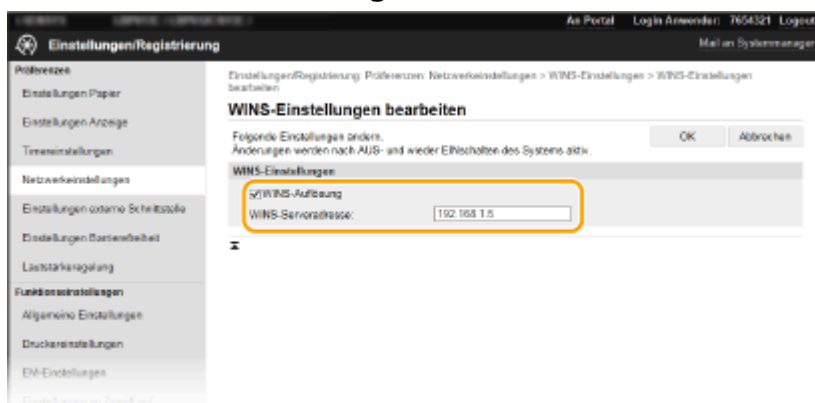 An Portal Login Anwender: 7654321 Logout
Einstellungen/Registrierung
Mail an Systemmanager
Präferenzen
Einstellungen Papier
Einstellungen Anzeige
Timereinstellungen
Netzwerkeinstellungen
Einstellungen externe Schnittstelle
Einstellungen Barrierefreiheit
Lautstärkeregelung
Funktionseinstellungen
Allgemeine Einstellungen
Druckereinstellungen
EM-Einstellungen
Einstellungen/Registrierung: Präferenzen: Netzwerkeinstellungen > WINS-Einstellungen > WINS-Einstellungen
bearbeiten
WINS-Einstellungen bearbeiten
Folgende Einstellungen ändern.
Änderungen werden nach AUS- und wieder EINschalten des Systems aktiv.
OK Abbrechen
WINS-Einstellungen
WINS-Auflösung
WINS-Serveradresse: 192.168.1.5